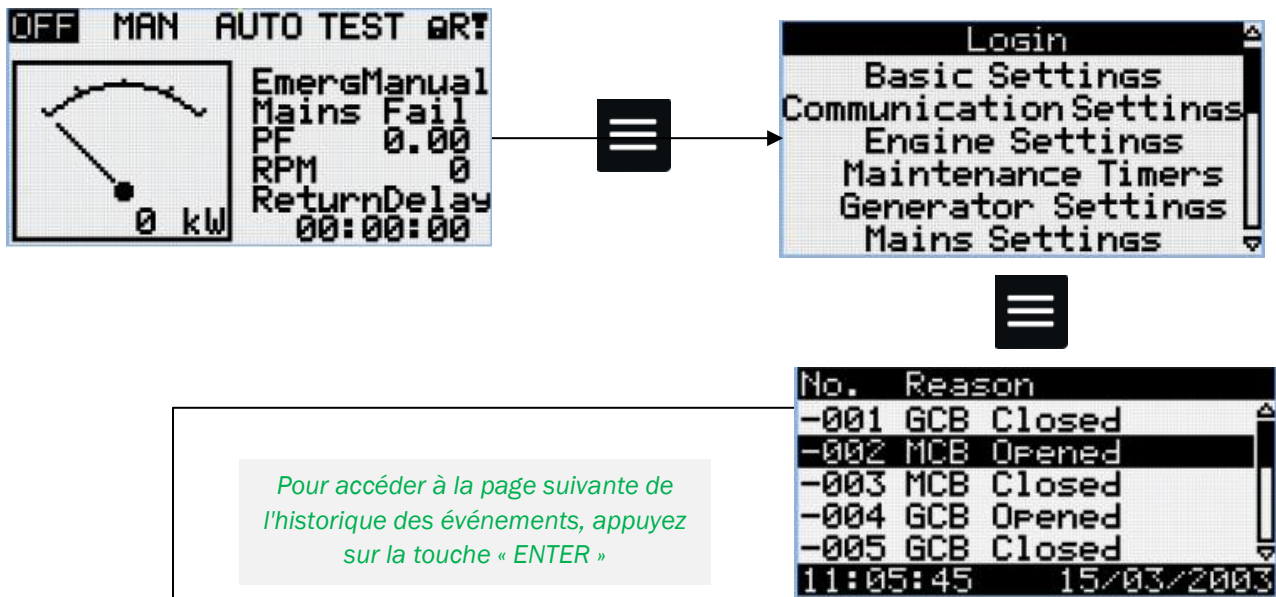 OFF MAN AUTO TEST R
EmergManual
Mains Fail
PF 0.00
RPM 0
ReturnDelay
00:00:00
0 kW
Login
Basic Settings
Communication Settings
Engine Settings
Maintenance Timers
Generator Settings
Mains Settings
No. Reason
-001 GCB Closed
-002 MCB Opened
-003 MCB Closed
-004 GCB Opened
-005 GCB Closed
11:05:45 15/03/2003
Pour accéder à la page suivante de
l'historique des événements, appuyez
sur la touche « ENTER »